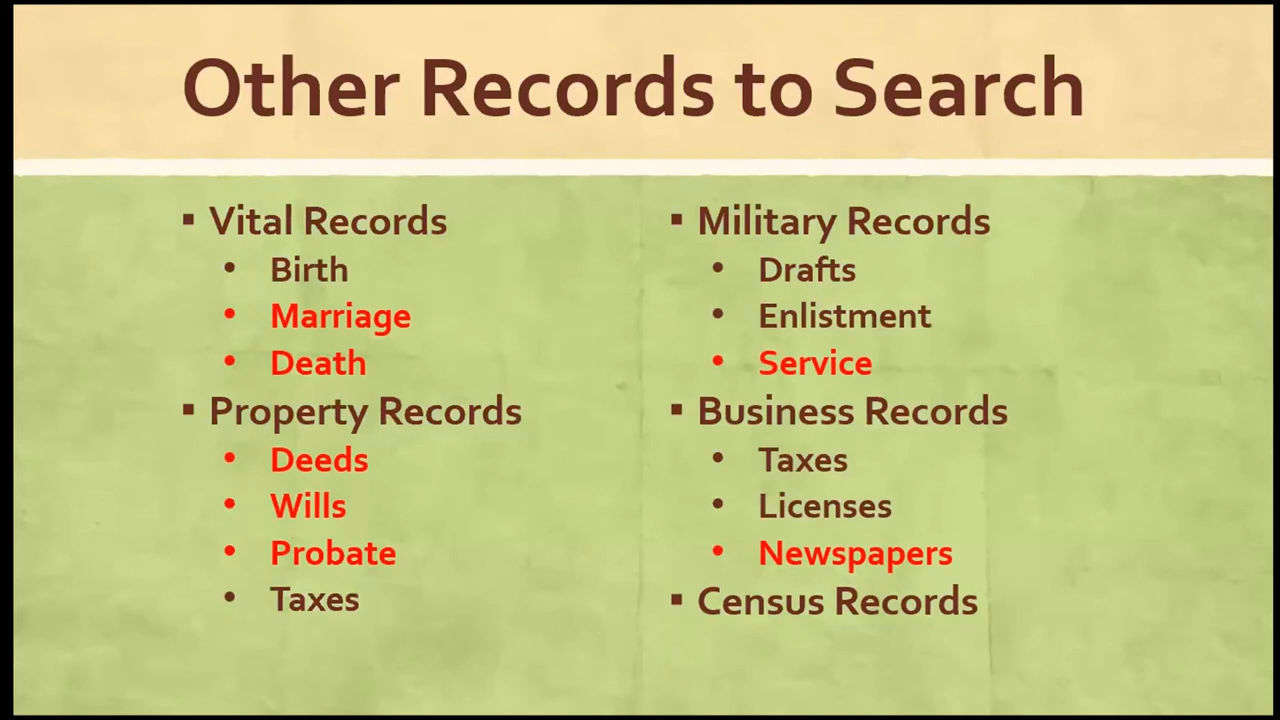 Other Records to Search
▪ Vital Records
• Birth
• Marriage
• Death
▪ Property Records
• Deeds
• Wills
• Probate
• Taxes
▪ Military Records
• Drafts
• Enlistment
• Service
▪ Business Records
• Taxes
• Licenses
• Newspapers
▪ Census Records